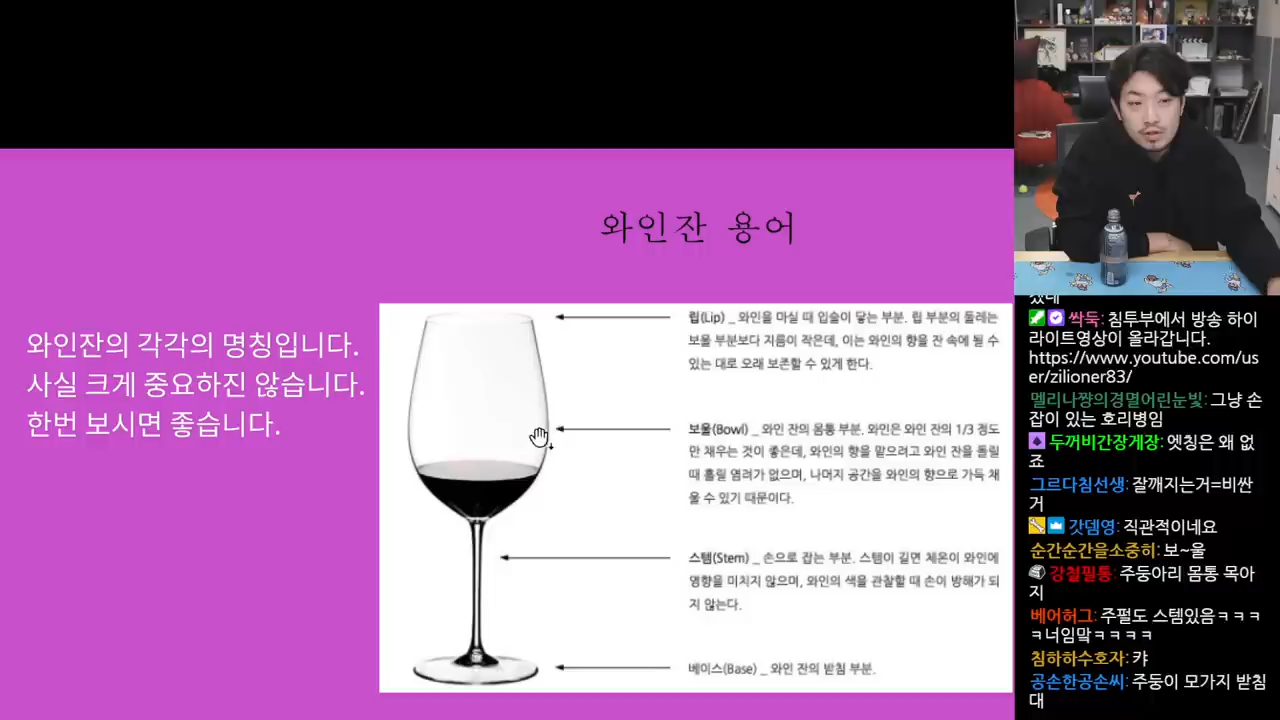 와인잔 용어
와인잔의 각각의 명칭입니다.
사실 크게 중요하진 않습니다.
한번 보시면 좋습니다.
립(Lip) _ 와인을 마실 때 입술이 닿는 부분. 립 부분의 둘레는
보울 부분보다 지름이 작은데, 이는 와인의 향을 잔 속에 될 수
있는 대로 오래 보존할 수 있게 한다.
보울(Bowl) _ 와인 잔의 몸통 부분. 와인은 와인 잔의 1/3 정도
만 채우는 것이 좋은데, 와인의 향을 맡으려고 와인 잔을 돌릴
때 흘릴 염려가 없으며, 나머지 공간을 와인의 향으로 가득 채
울 수 있기 때문이다.
스템(Stem) _ 손으로 잡는 부분. 스템이 길면 체온이 와인에
영향을 미치지 않으며, 와인의 색을 관찰할 때 손이 방해가 되
지 않는다.
베이스(Base) _ 와인 잔의 받침 부분.
싹둑: 침투부에서 방송 하이
라이트영상이 올라갑니다.
https://www.youtube.com/us
er/zilioner83/
멜리나쨩의경멸어린눈빛: 그냥 손
잡이 있는 호리병임
두꺼비간장게장: 엣칭은 왜 없
죠
그르다침선생: 잘깨지는거=비싼
거
갓뎀영: 직관적이네요
순간순간을소중히: 보~울
강철필통: 주둥아리 몸통 목아
지
베어허그: 주펄도 스템있음ㅋㅋㅋ
ㅋ너임맠ㅋㅋㅋㅋ
침하하수호자: 캬
공손한공손씨: 주둥이 모가지 받침
대